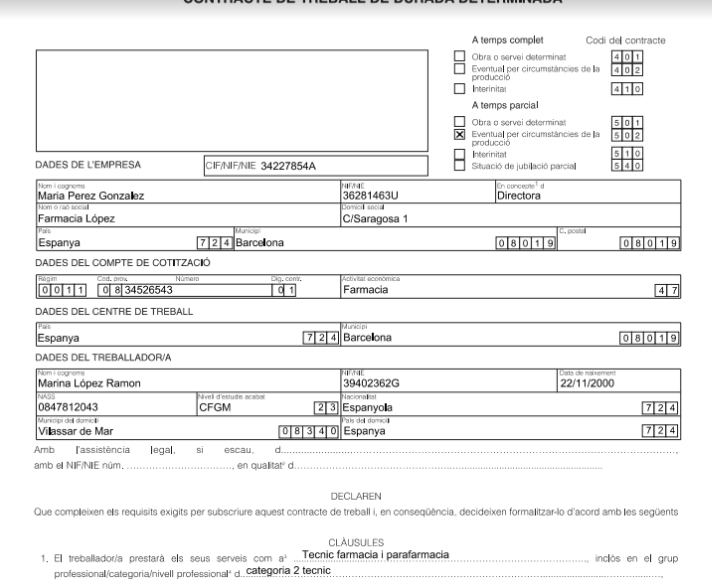 CONTRACTE DE TREBALL DE DURADA DETERMINADA
A temps complet Codi del contracte
Obra o servei determinat 4 0 1
Eventual per circumstàncies de la producció 4 0 2
Interinitat 4 1 0
A temps parcial
Obra o servei determinat 5 0 1
X Eventual per circumstàncies de la producció 5 0 2
Interinitat 5 1 0
Situació de jubilació parcial 5 4 0
DADES DE L'EMPRESA CIF/NIF/NIE 34227854A
Nom i cognoms NIF/NIE En concepte¹ d
Maria Perez Gonzalez 36281463U Directora
Nom o raó social Domicili social
Farmacia López C/Saragosa 1
País Municipi C. postal
Espanya 7 2 4 Barcelona 0 8 0 1 9 0 8 0 1 9
DADES DEL COMPTE DE COTITZACIÓ
Règim Cod. prov. Número Dig. contr. Activitat econòmica
0 0 1 1 0 8 34526543 0 1 Farmacia 4 7
DADES DEL CENTRE DE TREBALL
País Municipi
Espanya 7 2 4 Barcelona 0 8 0 1 9
DADES DEL TREBALLADOR/A
Nom i cognoms NIF/NIE Data de naixement
Marina López Ramon 39402362G 22/11/2000
NASS Nivell d'estudis acabat Nacionalitat
0847812043 CFGM 2 3 Espanyola 7 2 4
Municipi del domicili País del domicili
Vilassar de Mar 0 8 3 4 0 Espanya 7 2 4
Amb l'assistència legal, si escau, d...,
amb el NIF/NIE núm. ..., en qualitat² d...
DECLAREN
Que compleixen els requisits exigits per subscriure aquest contracte de treball i, en conseqüència, decideixen formalitzar-lo d'acord amb les següents
CLÀUSULES
1. El treballador/a prestarà els seus serveis com a³ Tecnic farmacia i parafarmacia, inclòs en el grup
professional/categoria/nivell professional⁴ d categoria 2 tecnic,